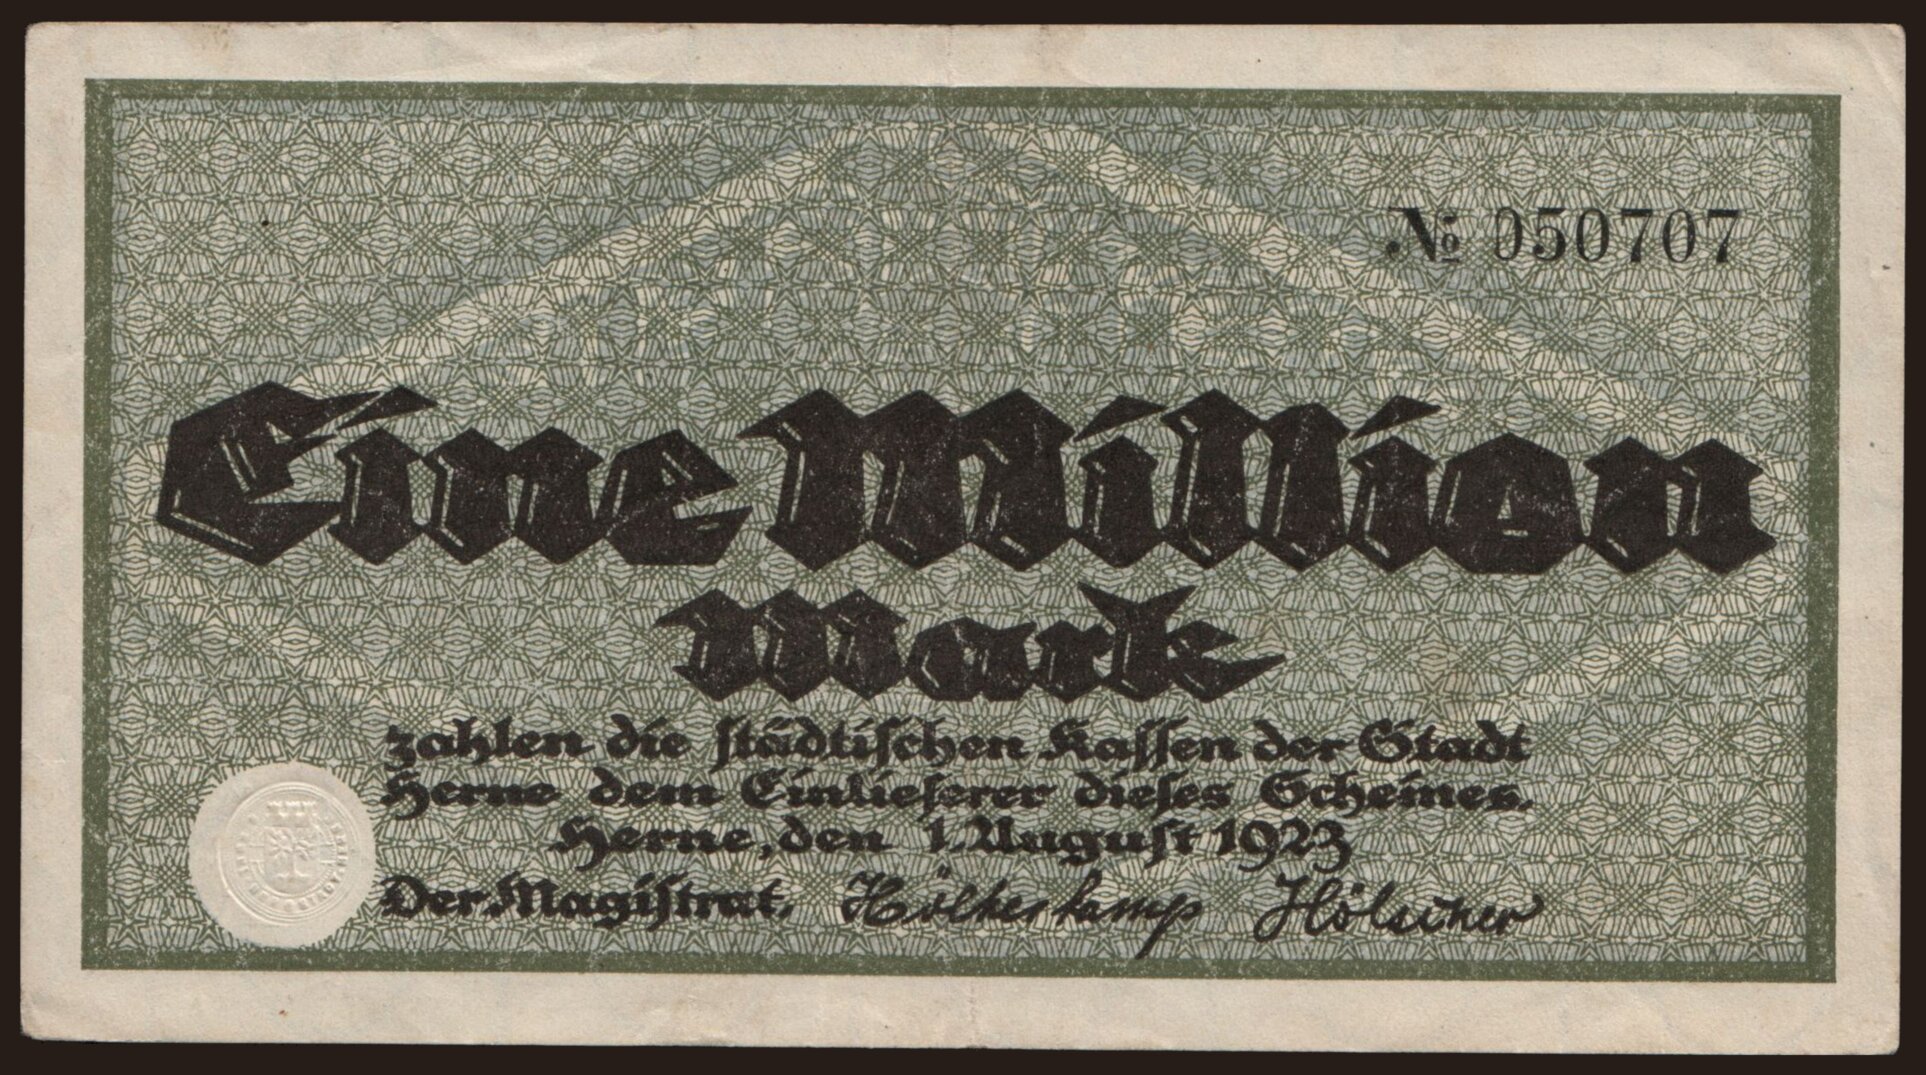 № 050707
Eine Million
Mark
zahlen die städtischen Kassen der Stadt
Herne dem Einlieferer dieses Scheines.
Herne, den 1. August 1923
Der Magistrat. Hölkeskamp Hölscher